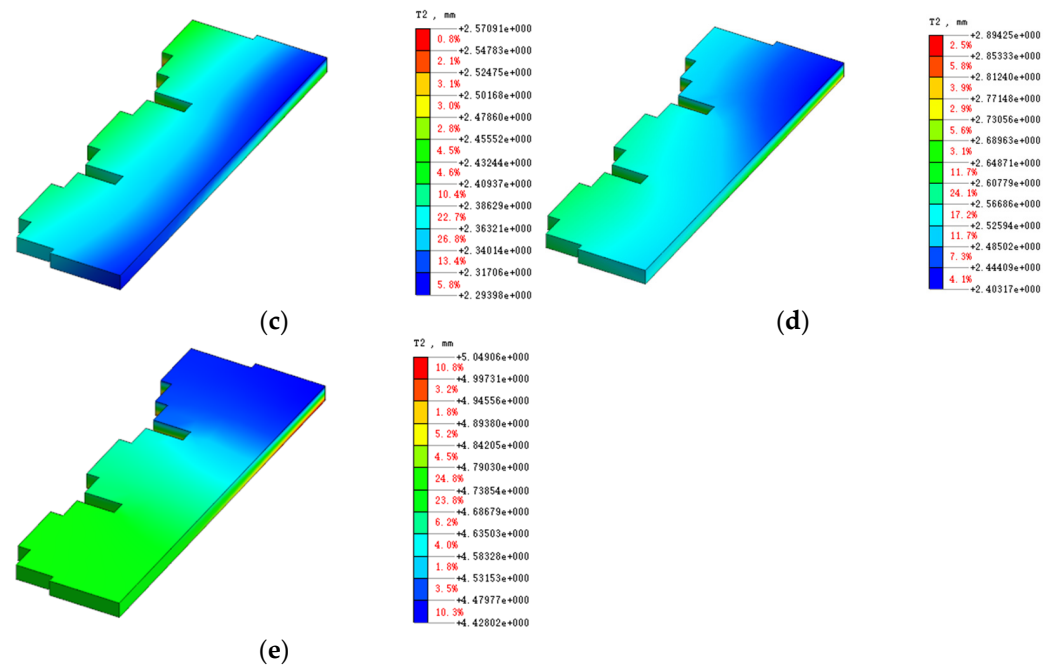 T2 , mm
+2.57091e+000
0.8%
+2.54783e+000
2.1%
+2.52475e+000
3.1%
+2.50168e+000
3.0%
+2.47860e+000
2.8%
+2.45552e+000
4.5%
+2.43244e+000
4.6%
+2.40937e+000
10.4%
+2.38629e+000
22.7%
+2.36321e+000
26.8%
+2.34014e+000
13.4%
+2.31706e+000
5.8%
+2.29398e+000
(c)
T2 , mm
+2.89425e+000
2.5%
+2.85333e+000
5.8%
+2.81240e+000
3.9%
+2.77148e+000
2.9%
+2.73056e+000
5.6%
+2.68963e+000
3.1%
+2.64871e+000
11.7%
+2.60779e+000
24.1%
+2.56686e+000
17.2%
+2.52594e+000
11.7%
+2.48502e+000
7.3%
+2.44409e+000
4.1%
+2.40317e+000
(d)
T2 , mm
+5.04906e+000
10.8%
+4.99731e+000
3.2%
+4.94556e+000
1.8%
+4.89380e+000
5.2%
+4.84205e+000
4.5%
+4.79030e+000
24.8%
+4.73854e+000
23.8%
+4.68679e+000
6.2%
+4.63503e+000
4.0%
+4.58328e+000
1.8%
+4.53153e+000
3.5%
+4.47977e+000
10.3%
+4.42802e+000
(e)